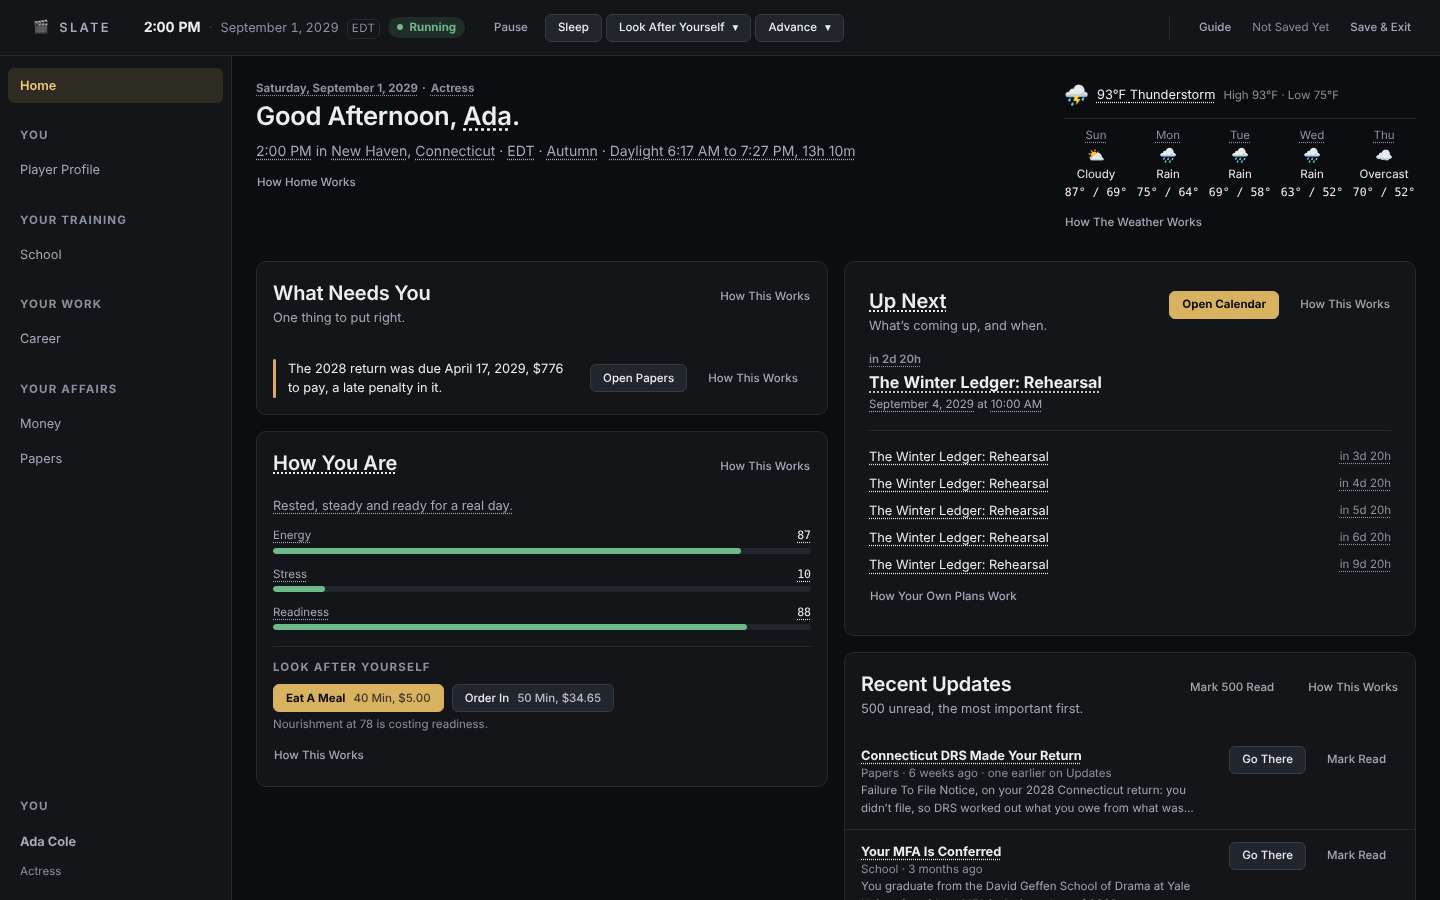 SLATE
2:00 PM · September 1, 2029 EDT Running
Pause
Sleep
Look After Yourself ▾
Advance ▾
Guide
Not Saved Yet
Save & Exit
Home
YOU
Player Profile
YOUR TRAINING
School
YOUR WORK
Career
YOUR AFFAIRS
Money
Papers
YOU
Ada Cole
Actress
Saturday, September 1, 2029 · Actress
Good Afternoon, Ada.
2:00 PM in New Haven, Connecticut · EDT · Autumn · Daylight 6:17 AM to 7:27 PM, 13h 10m
How Home Works
93°F Thunderstorm High 93°F · Low 75°F
Sun Mon Tue Wed Thu
Cloudy Rain Rain Rain Overcast
87° / 69° 75° / 64° 69° / 58° 63° / 52° 70° / 52°
How The Weather Works
What Needs You
How This Works
One thing to put right.
The 2028 return was due April 17, 2029, $776
to pay, a late penalty in it.
Open Papers
How This Works
How You Are
How This Works
Rested, steady and ready for a real day.
Energy 87
Stress 10
Readiness 88
LOOK AFTER YOURSELF
Eat A Meal 40 Min, $5.00
Order In 50 Min, $34.65
Nourishment at 78 is costing readiness.
How This Works
Up Next
Open Calendar
How This Works
What's coming up, and when.
in 2d 20h
The Winter Ledger: Rehearsal
September 4, 2029 at 10:00 AM
The Winter Ledger: Rehearsal in 3d 20h
The Winter Ledger: Rehearsal in 4d 20h
The Winter Ledger: Rehearsal in 5d 20h
The Winter Ledger: Rehearsal in 6d 20h
The Winter Ledger: Rehearsal in 9d 20h
How Your Own Plans Work
Recent Updates
Mark 500 Read
How This Works
500 unread, the most important first.
Connecticut DRS Made Your Return
Go There
Mark Read
Papers · 6 weeks ago · one earlier on Updates
Failure To File Notice, on your 2028 Connecticut return: you
didn't file, so DRS worked out what you owe from what was…
Your MFA Is Conferred
Go There
Mark Read
School · 3 months ago
You graduate from the David Geffen School of Drama at Yale